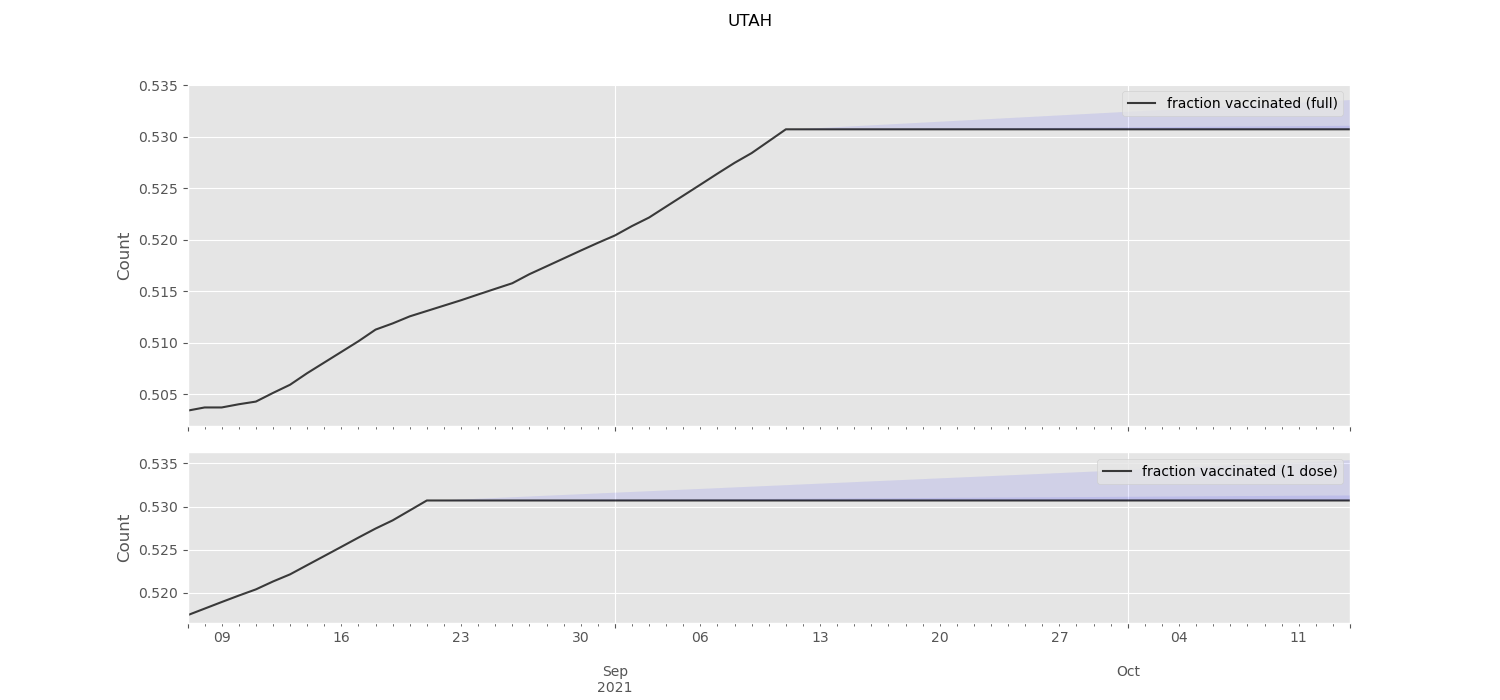 UTAH
0.535
fraction vaccinated (full)
0.530
0.525
0.520
Count
0.515
0.510
0.505
0.535
fraction vaccinated (1 dose)
0.530
Count
0.525
0.520
09 16 23 30 06 13 20 27 04 11
Sep Oct
2021